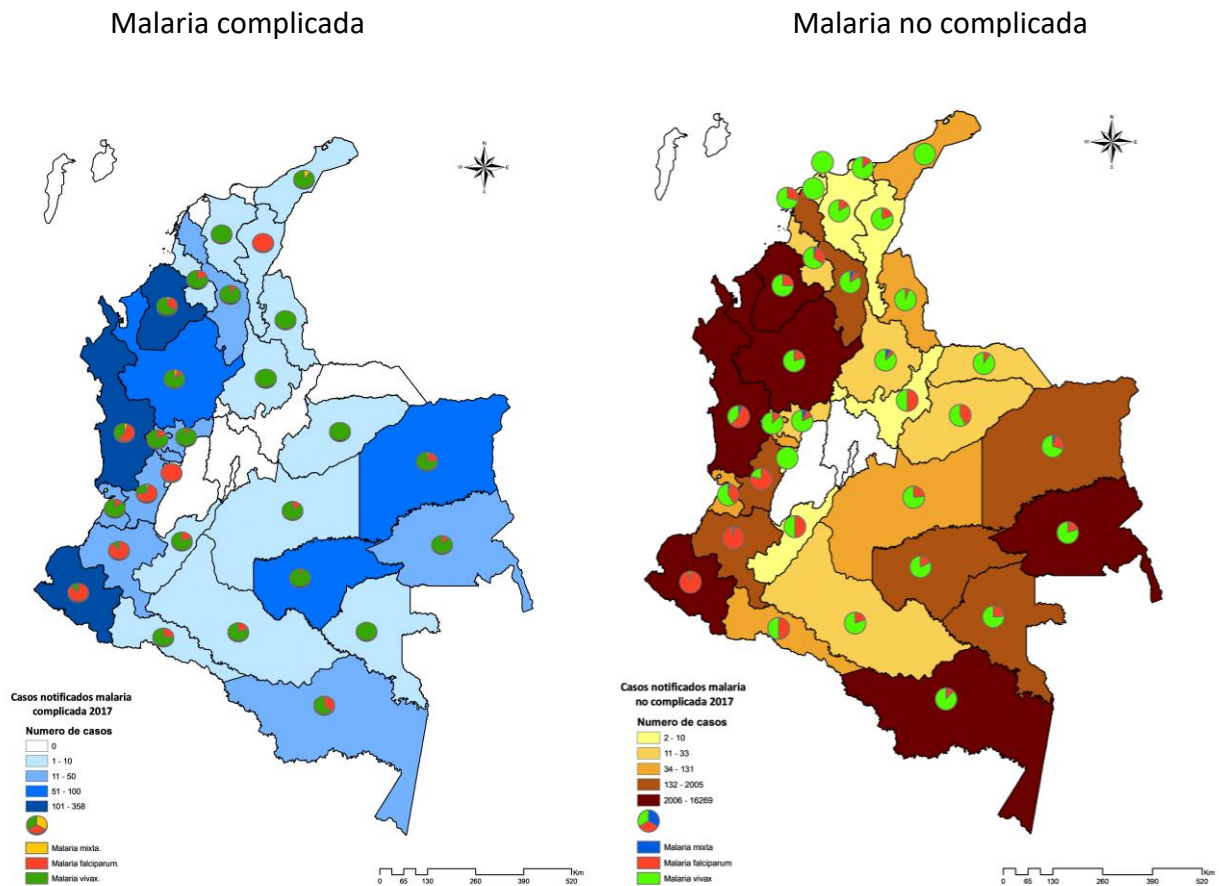 Malaria complicada
Malaria no complicada
N
W
E
S
N
W
E
S
Casos notificados malaria
complicada 2017
Numero de casos
0
1 - 10
11 - 50
51 - 100
101 - 358
Malaria mixta.
Malaria falciparum.
Malaria vivax.
0 65 130 260 390 520
Km
Casos notificados malaria
no complicada 2017
Numero de casos
2 - 10
11 - 33
34 - 131
132 - 2005
2006 - 16269
Malaria mixta
Malaria falciparum
Malaria vivax
0 65 130 260 390 520
Km